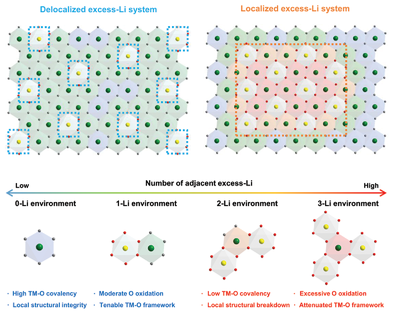 Delocalized excess-Li system
Localized excess-Li system
Number of adjacent excess-Li
Low
High
0-Li environment
1-Li environment
2-Li environment
3-Li environment
· High TM-O covalency
· Local structural integrity
· Moderate O oxidation
· Tenable TM-O framework
· Low TM-O covalency
· Local structural breakdown
· Excessive O oxidation
· Attenuated TM-O framework